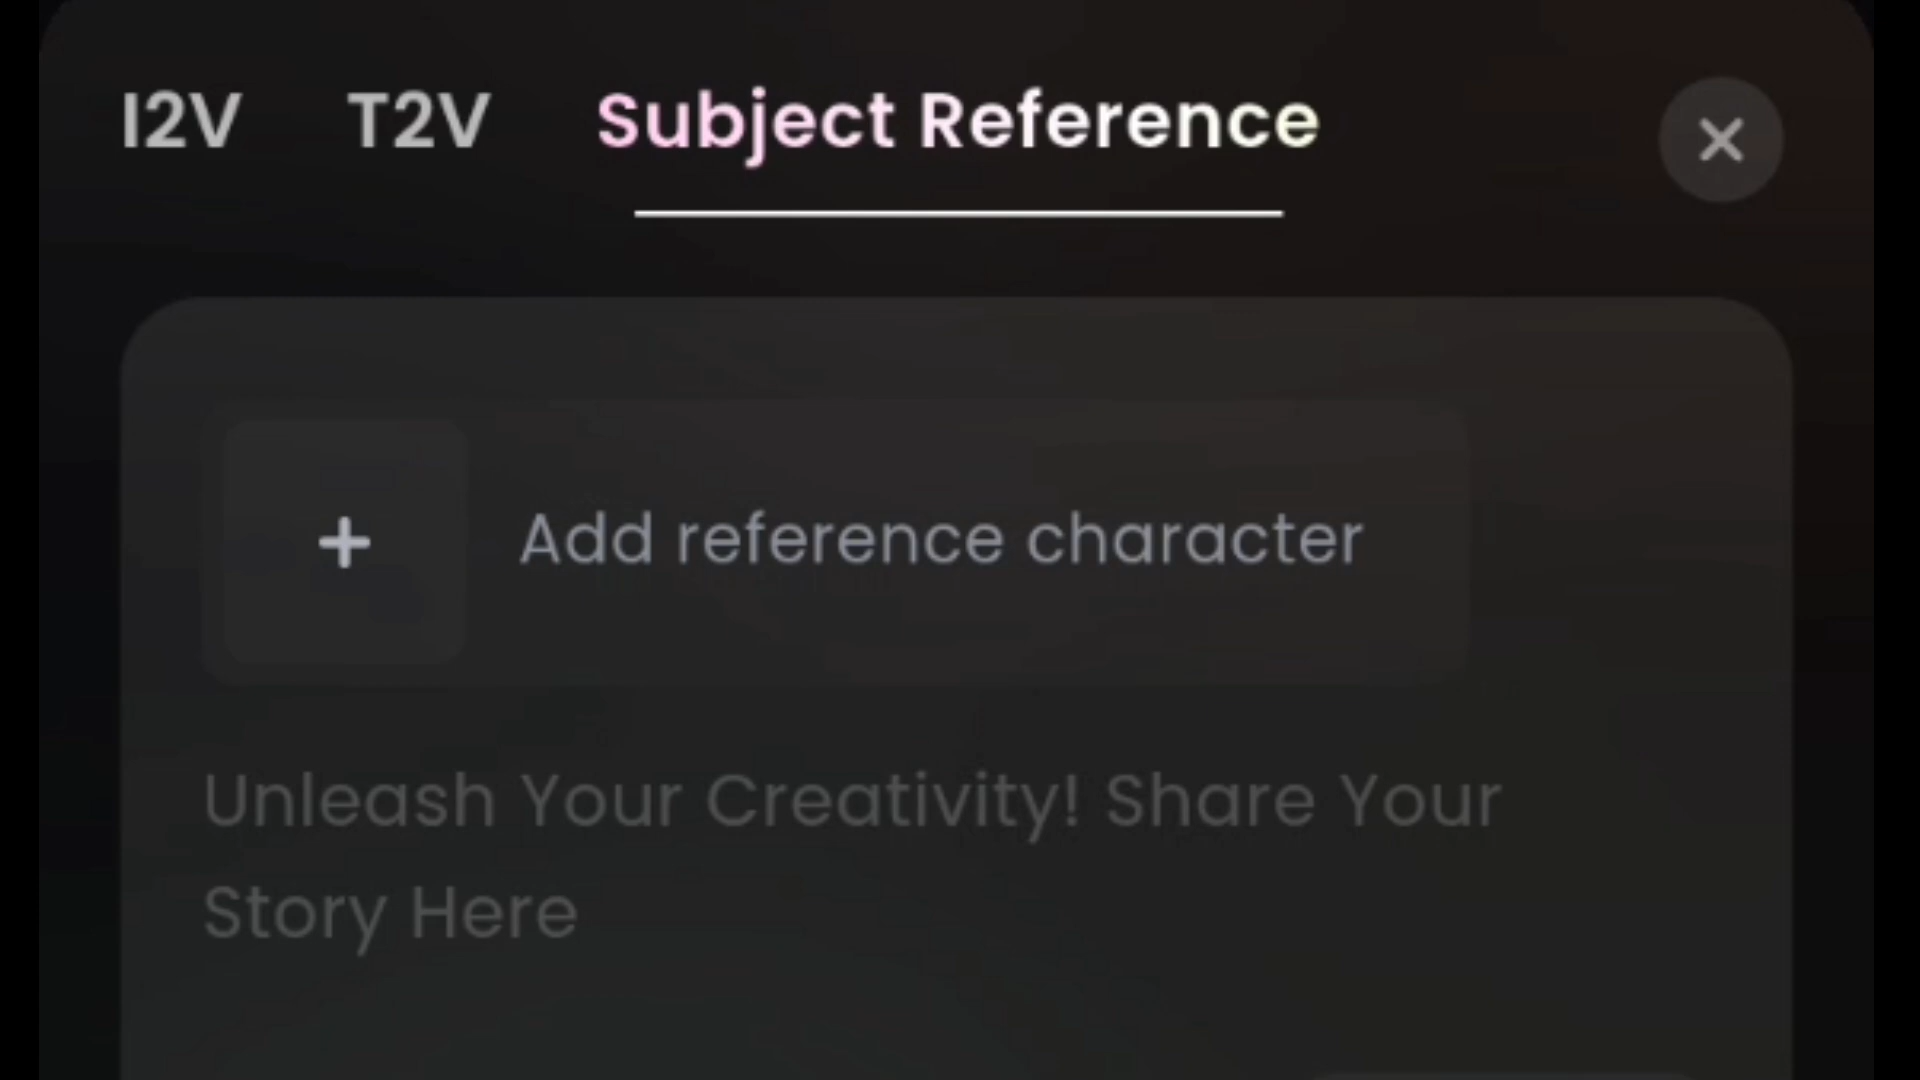 I2V T2V Subject Reference
Add reference character
Unleash Your Creativity! Share Your
Story Here